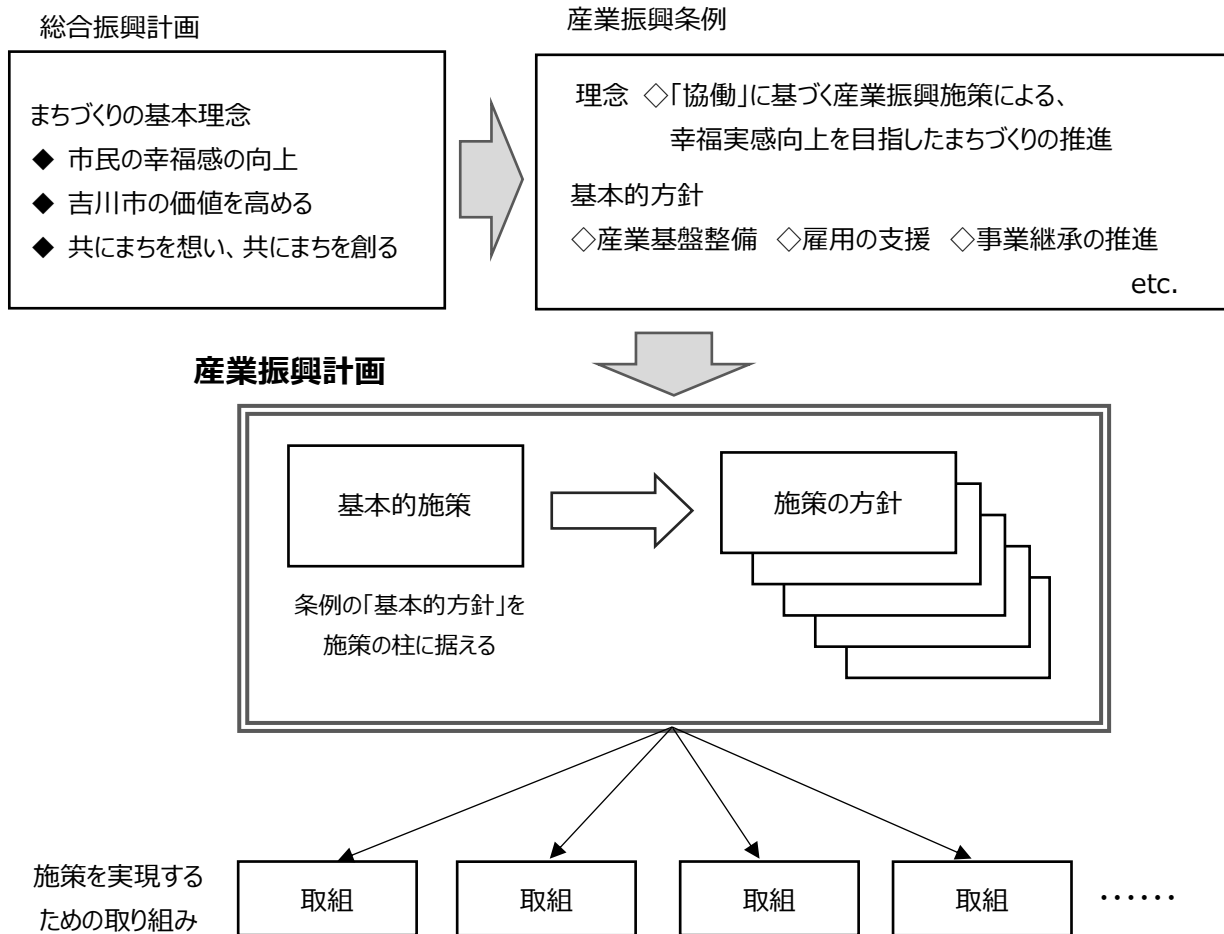 総合振興計画
まちづくりの基本理念
◆ 市民の幸福感の向上
◆ 吉川市の価値を高める
◆ 共にまちを想い、共にまちを創る
産業振興条例
理念 ◇「協働」に基づく産業振興施策による、
幸福実感向上を目指したまちづくりの推進
基本的方針
◇産業基盤整備 ◇雇用の支援 ◇事業継承の推進
etc.
産業振興計画
基本的施策
条例の「基本的方針」を
施策の柱に据える
施策の方針
施策を実現する
ための取り組み
取組
取組
取組
取組
……